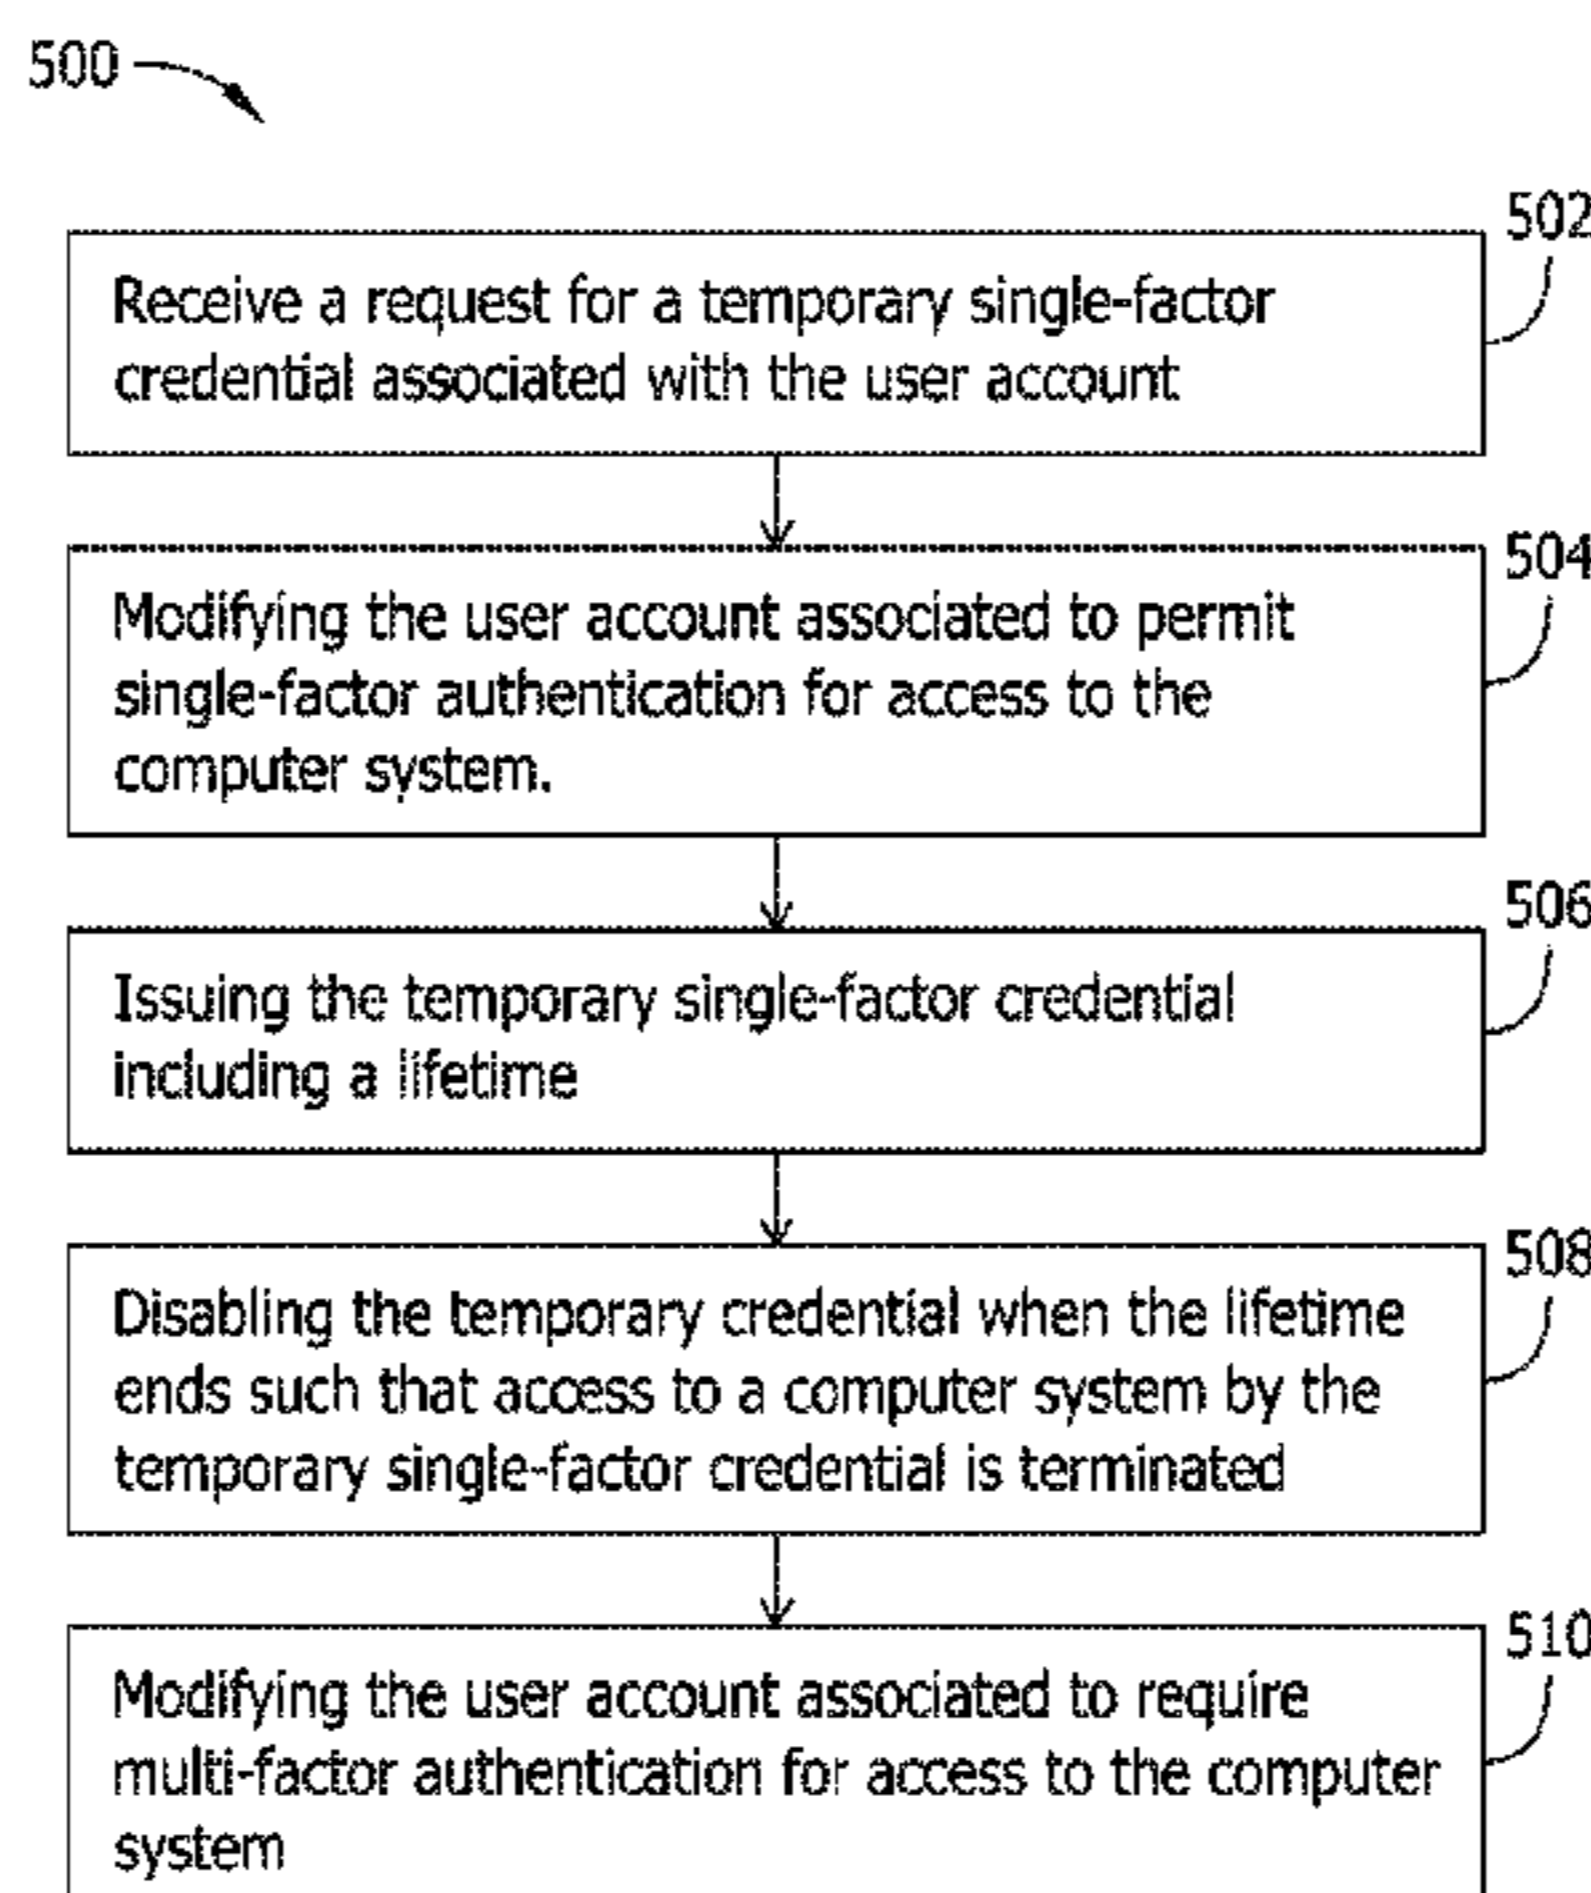 500
502
Receive a request for a temporary single-factor
credential associated with the user account
504
Modifying the user account associated to permit
single-factor authentication for access to the
computer system.
506
Issuing the temporary single-factor credential
including a lifetime
508
Disabling the temporary credential when the lifetime
ends such that access to a computer system by the
temporary single-factor credential is terminated
510
Modifying the user account associated to require
multi-factor authentication for access to the computer
system